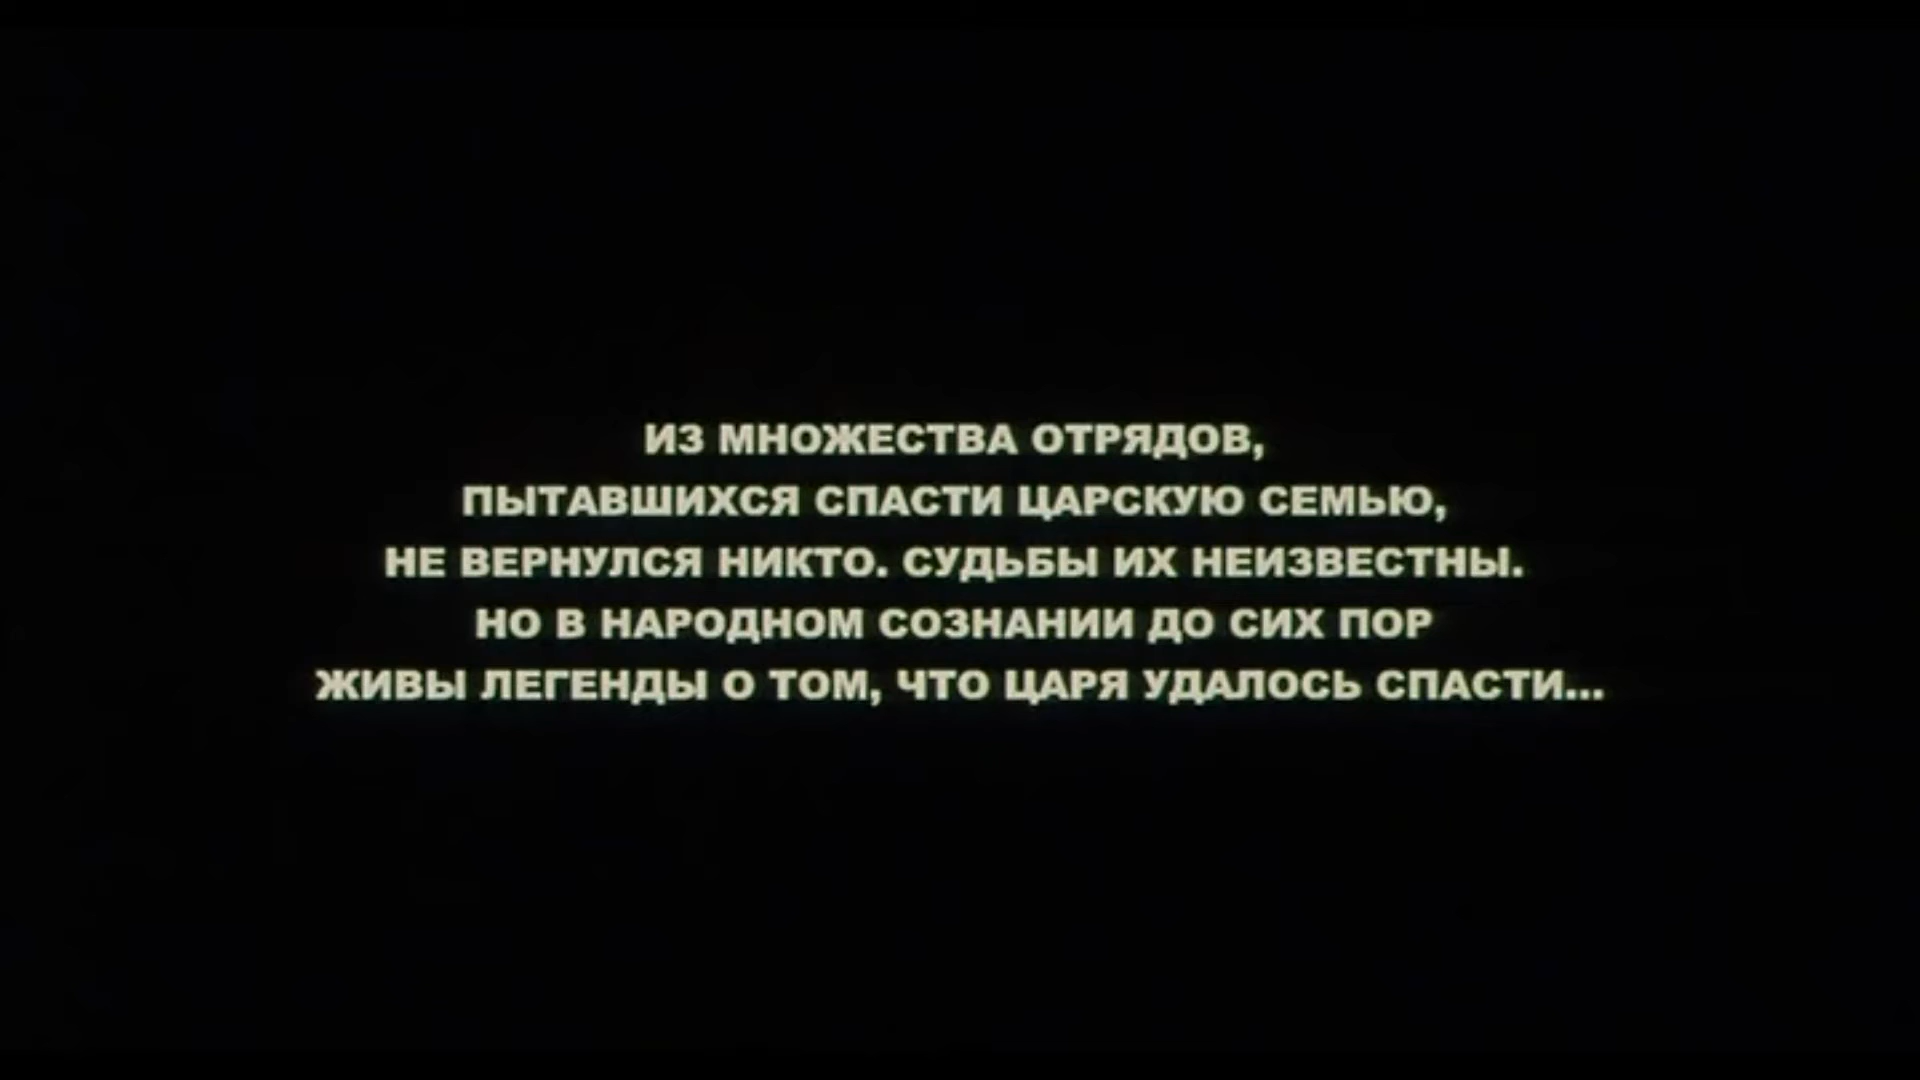 ИЗ МНОЖЕСТВА ОТРЯДОВ,
ПЫТАВШИХСЯ СПАСТИ ЦАРСКУЮ СЕМЬЮ,
НЕ ВЕРНУЛСЯ НИКТО. СУДЬБЫ ИХ НЕИЗВЕСТНЫ.
НО В НАРОДНОМ СОЗНАНИИ ДО СИХ ПОР
ЖИВЫ ЛЕГЕНДЫ О ТОМ, ЧТО ЦАРЯ УДАЛОСЬ СПАСТИ...